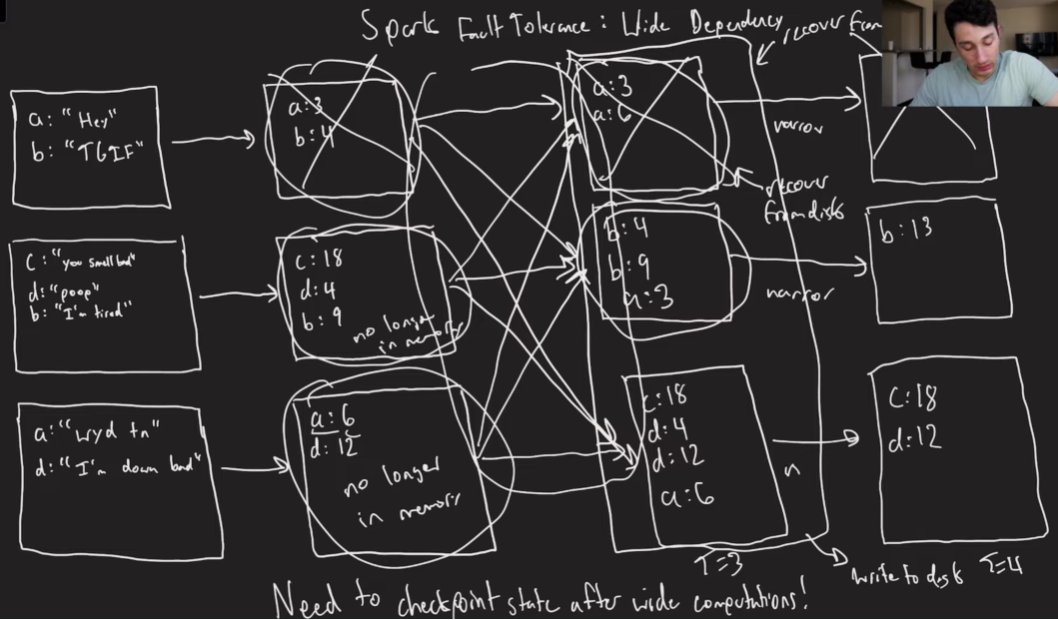 Spark Fault Tolerance: Wide Dependency
recover from
a: "Hey"
b: "TGIF"
a:3
b:4
a:3
a:6
narrow
recover
from disk
c: "you smell bad"
d: "poop"
b: "I'm tired"
c:18
d:4
b:9
no longer
in memory
b:4
b:9
a:3
narrow
b:13
a: "wyd tn"
d: "I'm down bad"
a:6
d:12
no longer
in memory
c:18
d:4
d:12
a:6
n
c:18
d:12
T=3
write to disk
T=4
Need to checkpoint state after wide computations!